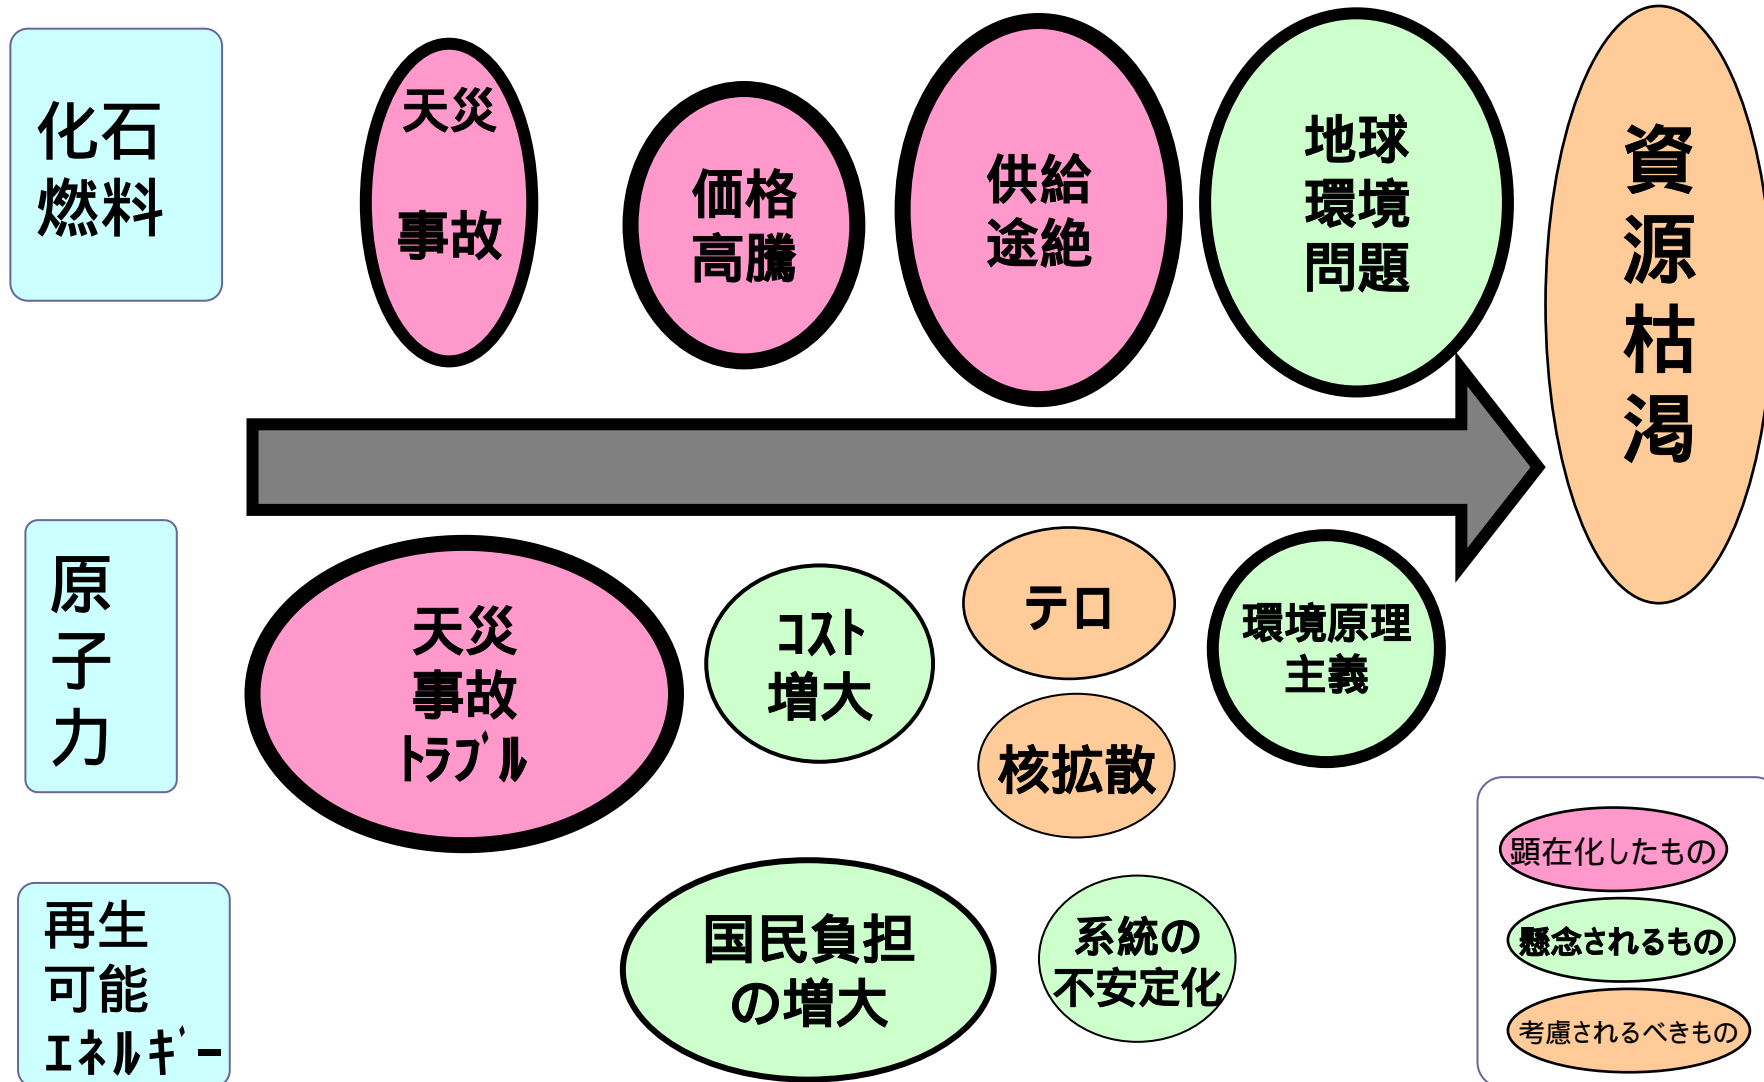 化石
燃料
天災
事故
価格
高騰
供給
途絶
地球
環境
問題
資
源
枯
渇
原
子
力
天災
事故
ﾄﾗﾌﾞﾙ
ｺｽﾄ
増大
テロ
核拡散
環境原理
主義
再生
可能
ｴﾈﾙｷﾞｰ
国民負担
の増大
系統の
不安定化
顕在化したもの
懸念されるもの
考慮されるべきもの